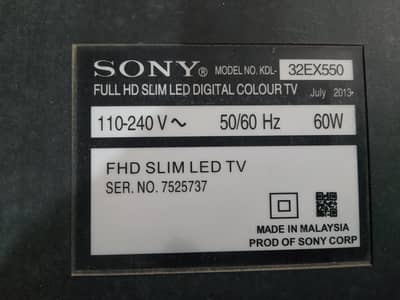 SONY® MODEL NO. KDL- 32EX550
FULL HD SLIM LED DIGITAL COLOUR TV July 2013-
110-240 V ~ 50/60 Hz 60W
FHD SLIM LED TV
SER. NO. 7525737
MADE IN MALAYSIA
PROD OF SONY CORP